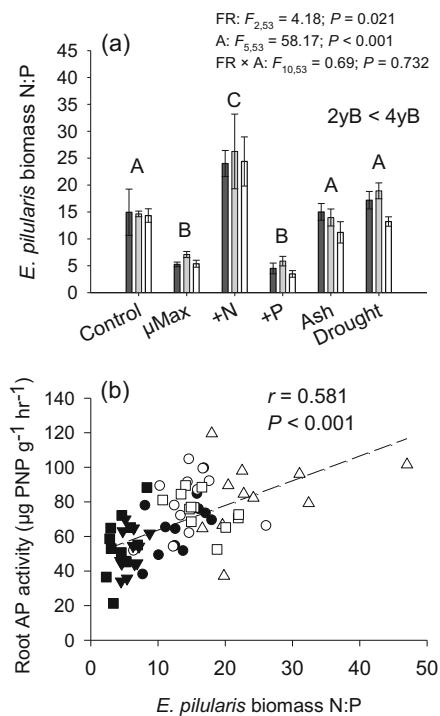 FR: F2,53 = 4.18; P = 0.021
(a)
A: F5,53 = 58.17; P < 0.001
FR × A: F10,53 = 0.69; P = 0.732
45
40
35
30
25
20
15
10
5
0
E. pilularis biomass N:P
2yB < 4yB
A
B
C
B
A
A
Control
µMax
+N
+P
Ash
Drought
(b)
r = 0.581
P < 0.001
140
120
100
80
60
40
20
0
Root AP activity (µg PNP g⁻¹ hr⁻¹)
0 10 20 30 40 50
E. pilularis biomass N:P